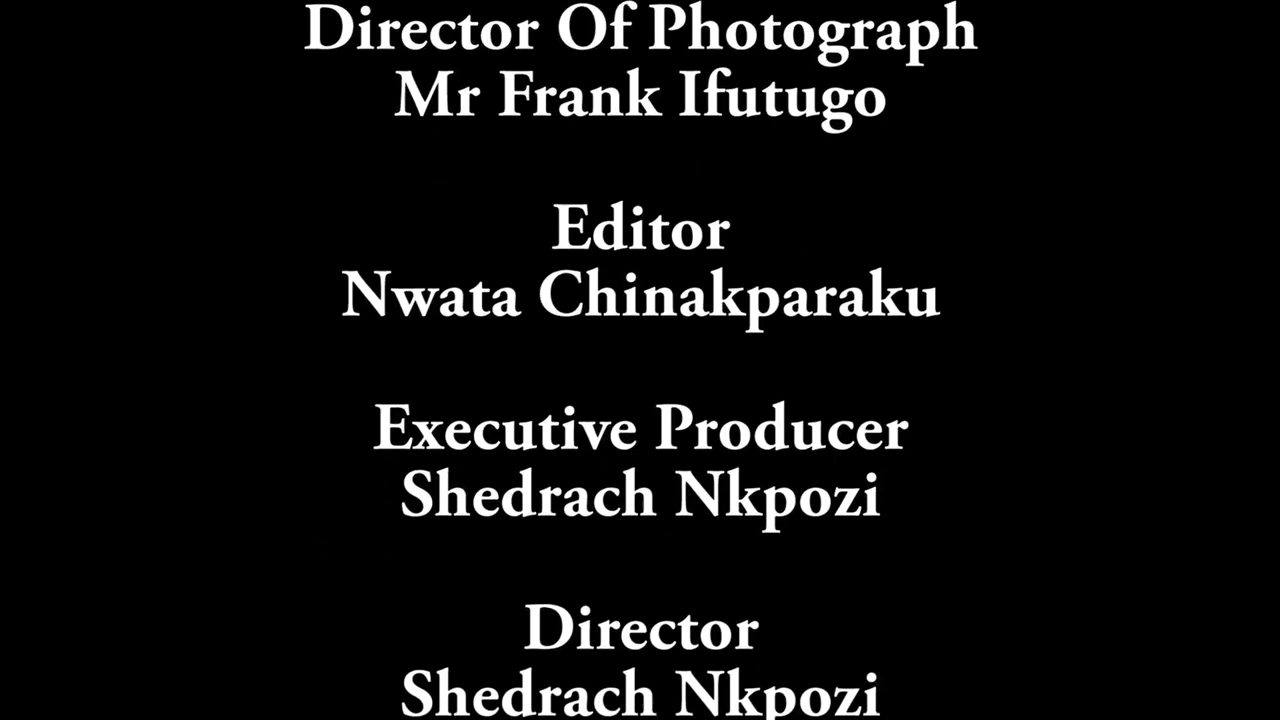 Director Of Photograph
Mr Frank Ifutugo
Editor
Nwata Chinakparaku
Executive Producer
Shedrach Nkpozi
Director
Shedrach Nkpozi